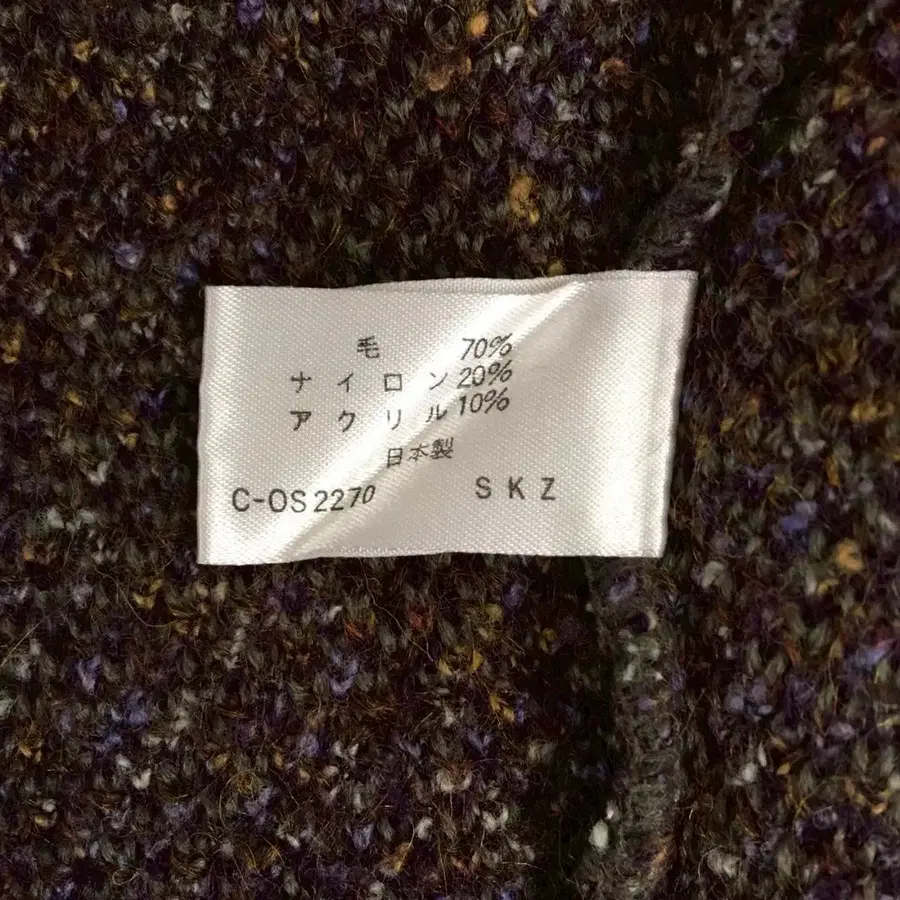 毛 70%
ナイロン 20%
アクリル 10%
日本製
C-OS2270 SKZ